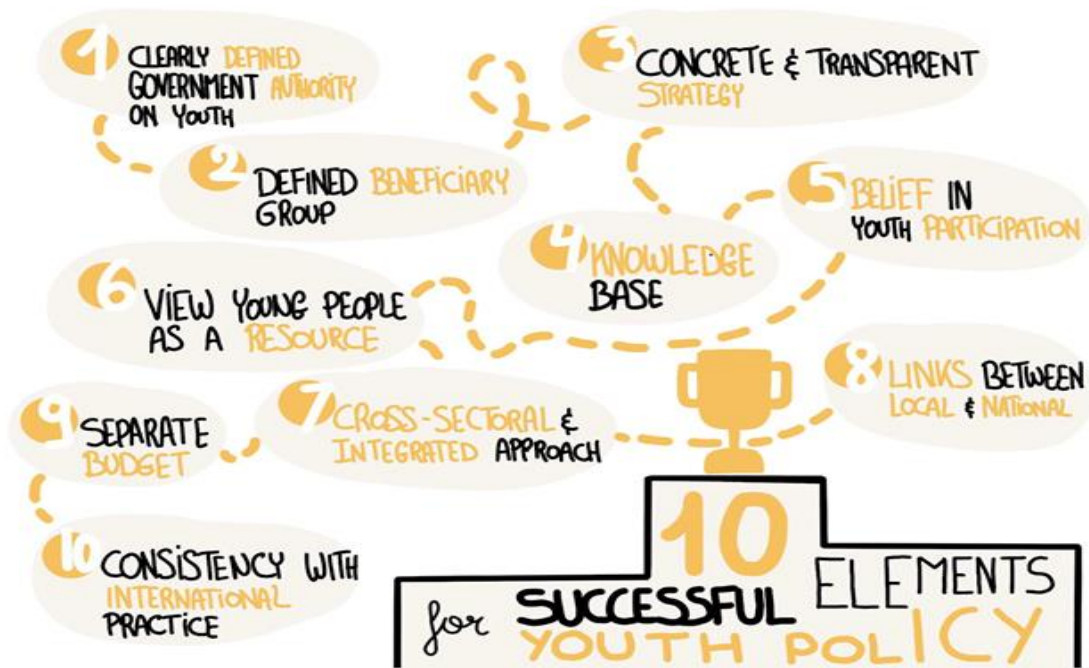 1 CLEARLY DEFINED
GOVERNMENT AUTHORITY
ON YOUTH
2 DEFINED BENEFICIARY
GROUP
3 CONCRETE & TRANSPARENT
STRATEGY
4 KNOWLEDGE
BASE
5 BELIEF IN
YOUTH PARTICIPATION
6 VIEW YOUNG PEOPLE
AS A RESOURCE
7 CROSS-SECTORAL &
INTEGRATED APPROACH
8 LINKS BETWEEN
LOCAL & NATIONAL
9 SEPARATE
BUDGET
10 CONSISTENCY WITH
INTERNATIONAL
PRACTICE
10
ELEMENTS
for SUCCESSFUL
YOUTH POLICY